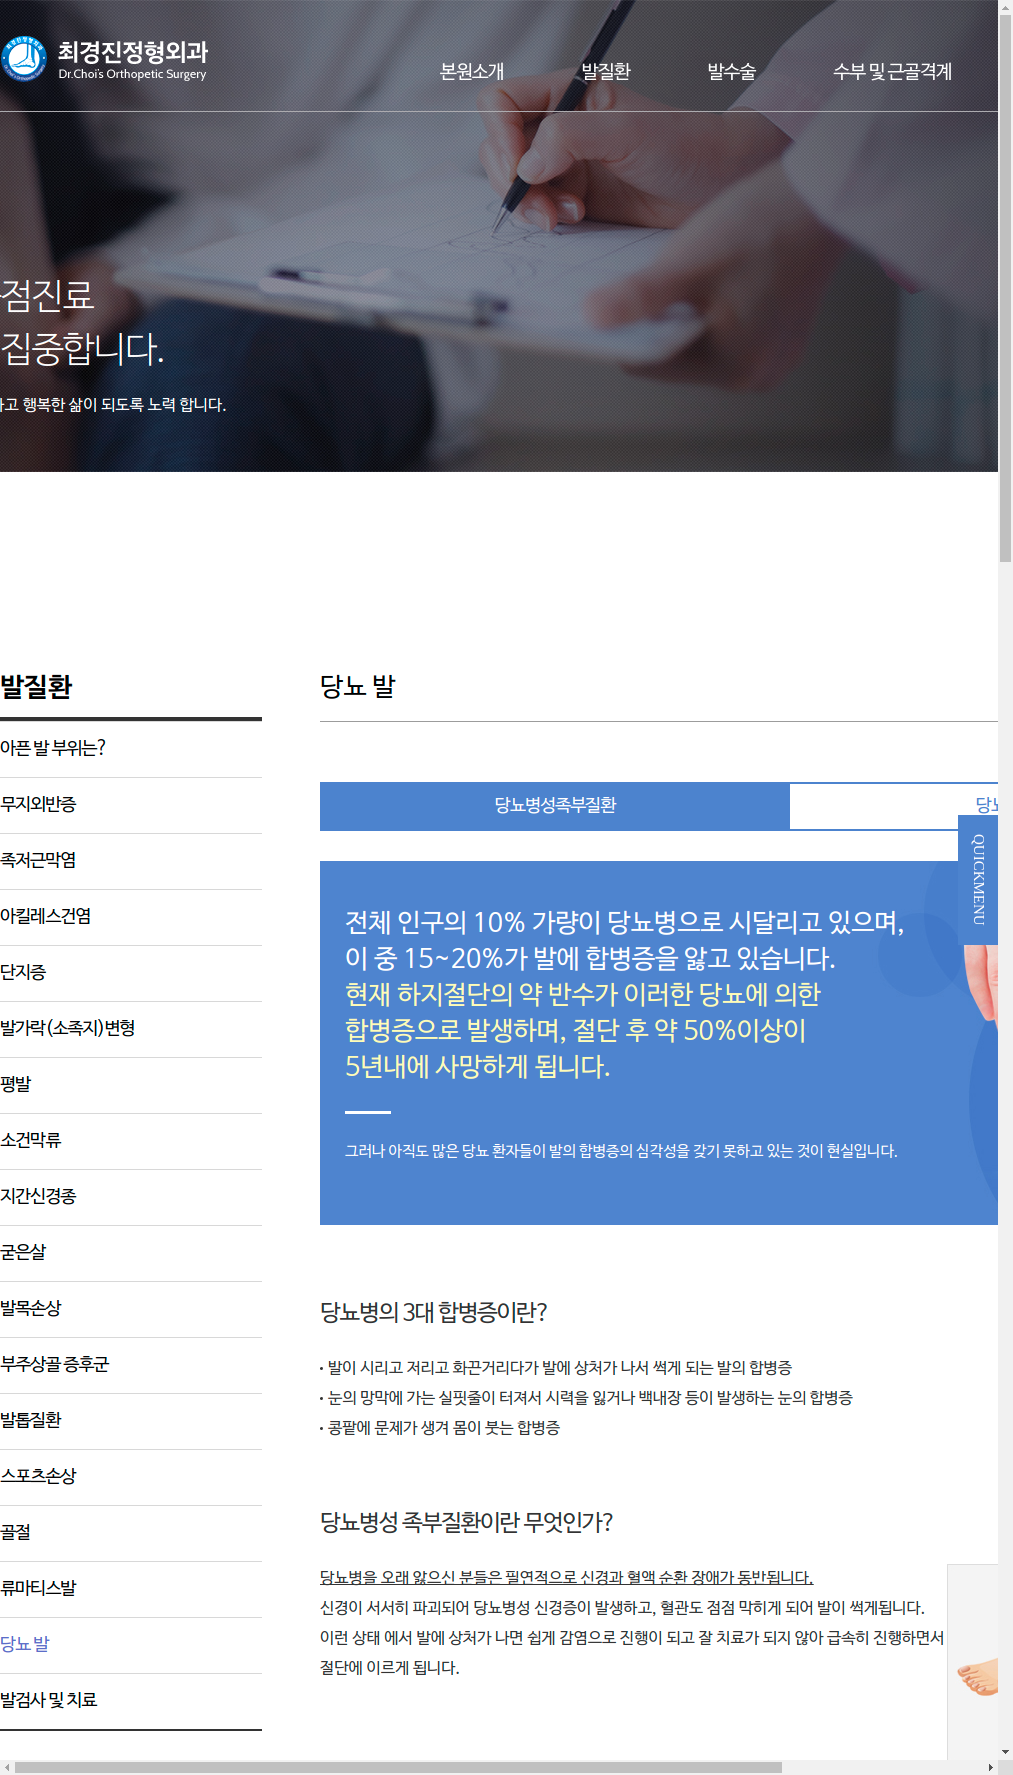 최경진정형외과
Dr.Choi's Orthopetic Surgery
본원소개
발질환
발수술
수부 및 근골격계
점진료
집중합니다.
고 행복한 삶이 되도록 노력 합니다.
발질환
아픈 발 부위는?
무지외반증
족저근막염
아킬레스건염
단지증
발가락(소족지)변형
평발
소건막류
지간신경종
굳은살
발목손상
부주상골 증후군
발톱질환
스포츠손상
골절
류마티스발
당뇨 발
발검사 및 치료
당뇨 발
당뇨병성족부질환
당뇨
QUICKMENU
전체 인구의 10% 가량이 당뇨병으로 시달리고 있으며,
이 중 15~20%가 발에 합병증을 앓고 있습니다.
현재 하지절단의 약 반수가 이러한 당뇨에 의한
합병증으로 발생하며, 절단 후 약 50%이상이
5년내에 사망하게 됩니다.
그러나 아직도 많은 당뇨 환자들이 발의 합병증의 심각성을 갖기 못하고 있는 것이 현실입니다.
당뇨병의 3대 합병증이란?
• 발이 시리고 저리고 화끈거리다가 발에 상처가 나서 썩게 되는 발의 합병증
• 눈의 망막에 가는 실핏줄이 터져서 시력을 잃거나 백내장 등이 발생하는 눈의 합병증
• 콩팥에 문제가 생겨 몸이 붓는 합병증
당뇨병성 족부질환이란 무엇인가?
당뇨병을 오래 앓으신 분들은 필연적으로 신경과 혈액 순환 장애가 동반됩니다.
신경이 서서히 파괴되어 당뇨병성 신경증이 발생하고, 혈관도 점점 막히게 되어 발이 썩게됩니다.
이런 상태 에서 발에 상처가 나면 쉽게 감염으로 진행이 되고 잘 치료가 되지 않아 급속히 진행하면서
절단에 이르게 됩니다.